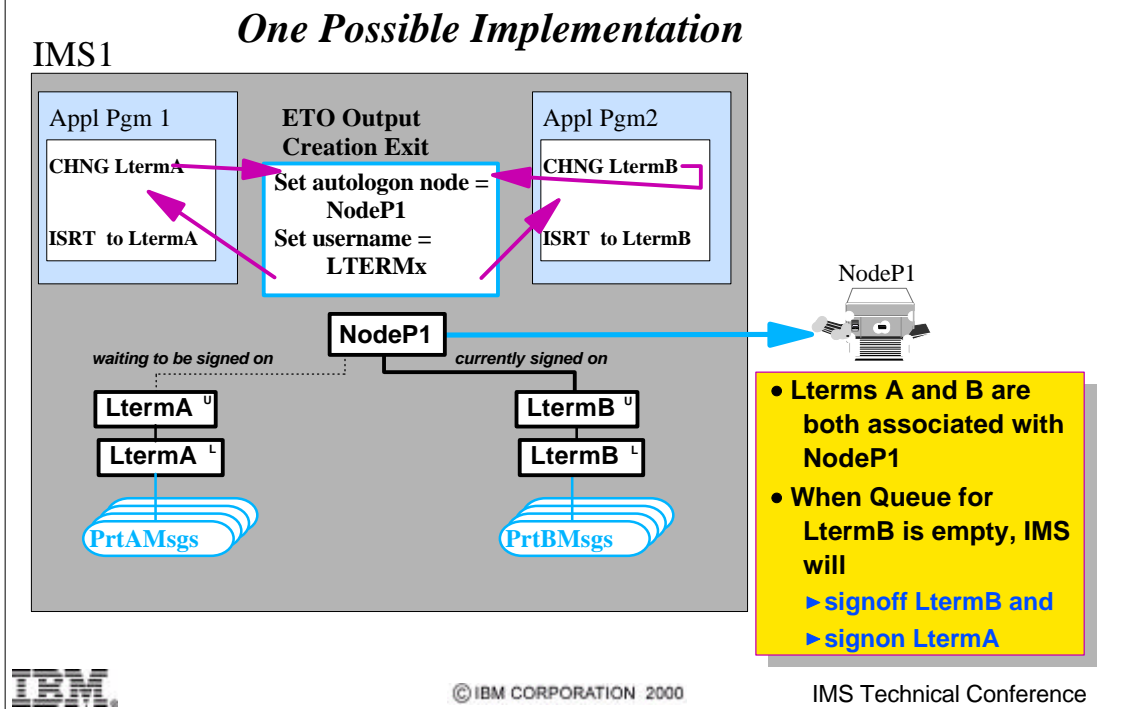 One Possible Implementation
IMS1
Appl Pgm 1
CHNG LtermA
ISRT to LtermA
ETO Output
Creation Exit
Set autologon node =
NodeP1
Set username =
LTERMx
Appl Pgm2
CHNG LtermB
ISRT to LtermB
NodeP1
NodeP1
waiting to be signed on
currently signed on
LtermA U
LtermA L
PrtAMsgs
LtermB U
LtermB L
PrtBMsgs
• Lterms A and B are
both associated with
NodeP1
• When Queue for
LtermB is empty, IMS
will
►signoff LtermB and
►signon LtermA
IBM.
© IBM CORPORATION 2000
IMS Technical Conference